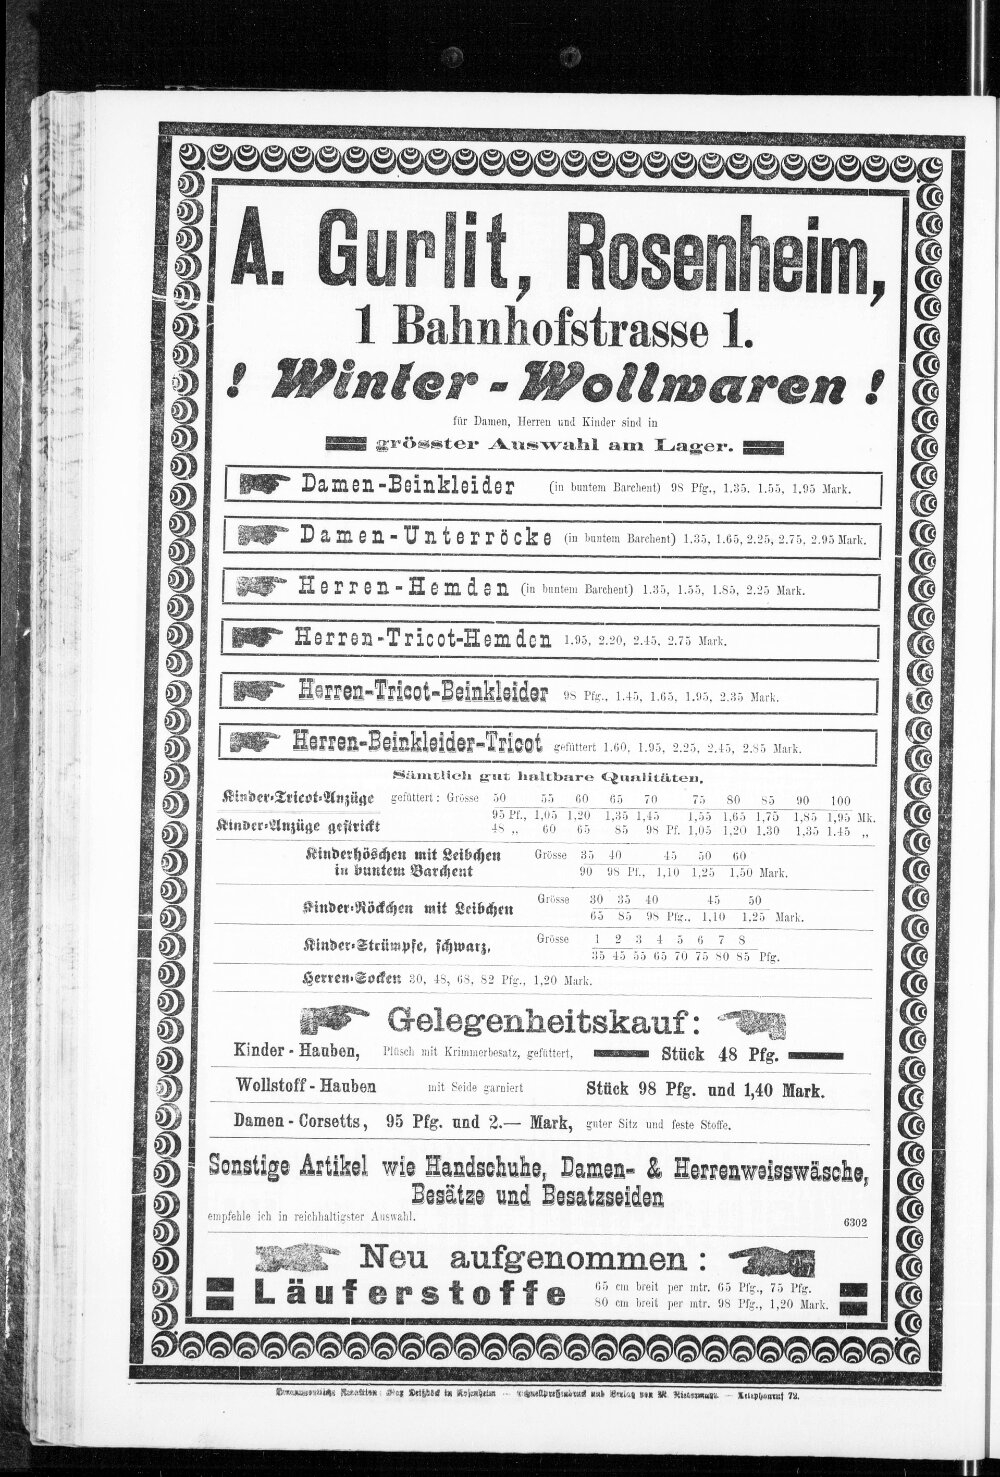 A. Gurlit, Rosenheim,
1 Bahnhofstrasse 1.
! Winter-Wollwaren !
für Damen, Herren und Kinder sind in
grösster Auswahl am Lager.
Damen-Beinkleider (in buntem Barchent) 98 Pfg., 1,35, 1.55, 1,95 Mark.
Damen-Unterröcke (in buntem Barchent) 1.35, 1.65, 2.25, 2.75, 2.95 Mark.
Herren-Hemden (in buntem Barchent) 1.35, 1.55, 1.85, 2.25 Mark.
Herren-Tricot-Hemden 1.95, 2.20, 2.45, 2.75 Mark.
Herren-Tricot-Beinkleider 98 Pfg., 1.45, 1.65, 1.95, 2.35 Mark.
Herren-Beinkleider-Tricot gefüttert 1.60, 1.95, 2.25, 2.45, 2.85 Mark.
Sämtlich gut haltbare Qualitäten.
Kinder-Tricot-Anzüge gefüttert: Grösse 50 55 60 65 70 75 80 85 90 100
95 Pf., 1,05 1,20 1,35 1,45 1,55 1,65 1,75 1,85 1,95 Mk.
Kinder-Anzüge gestrickt 48 „ 60 65 85 98 Pf. 1,05 1,20 1,30 1,35 1.45 „
Kinderhöschen mit Leibchen Grösse 35 40 45 50 60
in buntem Barchent 90 98 Pf., 1,10 1,25 1,50 Mark.
Grösse 30 35 40 45 50
Kinder-Röckchen mit Leibchen 65 85 98 Pfg., 1,10 1,25 Mark.
Grösse 1 2 3 4 5 6 7 8
Kinder-Strümpfe, schwarz, 35 45 55 65 70 75 80 85 Pfg.
Herren-Socken 30, 48, 68, 82 Pfg., 1,20 Mark.
Gelegenheitskauf:
Kinder-Hauben, Plüsch mit Krimmerbesatz, gefüttert, Stück 48 Pfg.
Wollstoff-Hauben mit Seide garniert Stück 98 Pfg. und 1,40 Mark.
Damen-Corsetts, 95 Pfg. und 2.— Mark, guter Sitz und feste Stoffe.
Sonstige Artikel wie Handschuhe, Damen- & Herrenweisswäsche,
Besätze und Besatzseiden
empfehle ich in reichhaltigster Auswahl.
6302
Neu aufgenommen:
Läuferstoffe 65 cm breit per mtr. 65 Pfg., 75 Pfg.
80 cm breit per mtr. 98 Pfg., 1,20 Mark.
Redaktion: in Rosenheim — und Verlag von M. Niedermayr. — Telephonruf 72.